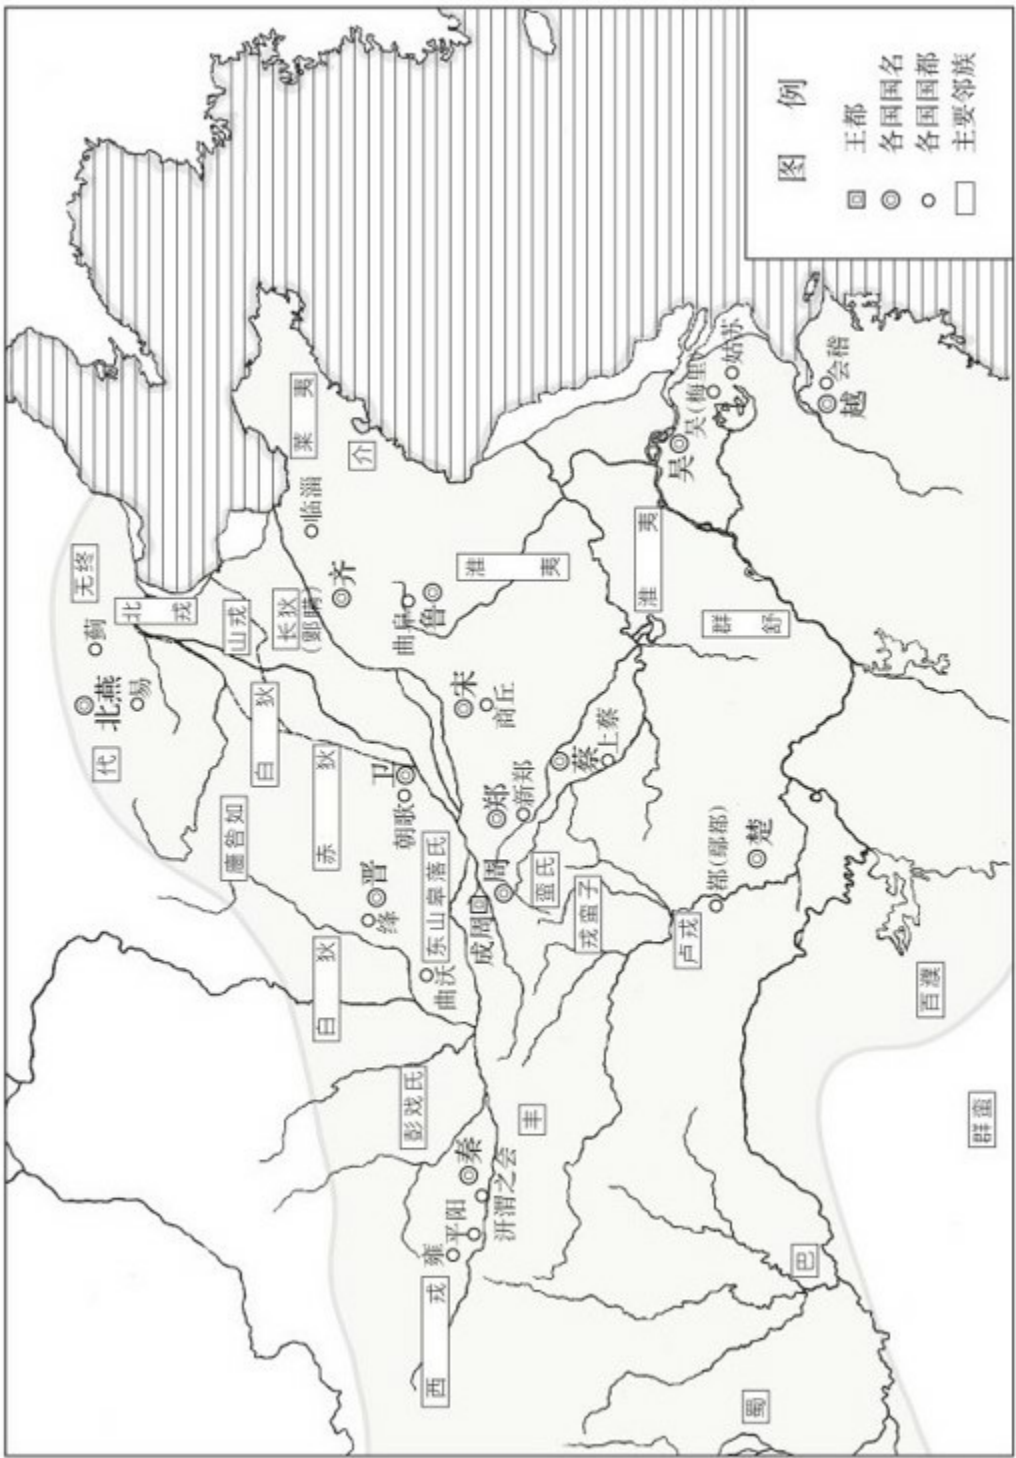 图 例
王都
各国国名
各国国都
主要邻族
无终
蓟
北燕
易
代
北戎
山戎
长狄
(鄋瞒)
白狄
赤狄
廧咎如
白狄
莱夷
介
临淄
齐
曲阜
鲁
淮夷
卫
朝歌
晋
绛
东山皋落氏
曲沃
彭戏氏
宋
商丘
郑
新郑
周
成周
蔡
上蔡
蛮氏
戎蛮子
卢戎
丰
秦
汧渭之会
平阳
雍
西戎
淮夷
群舒
吴
吴(梅里)
姑苏
会稽
越
楚
都(鄢都)
百濮
群蛮
巴
蜀